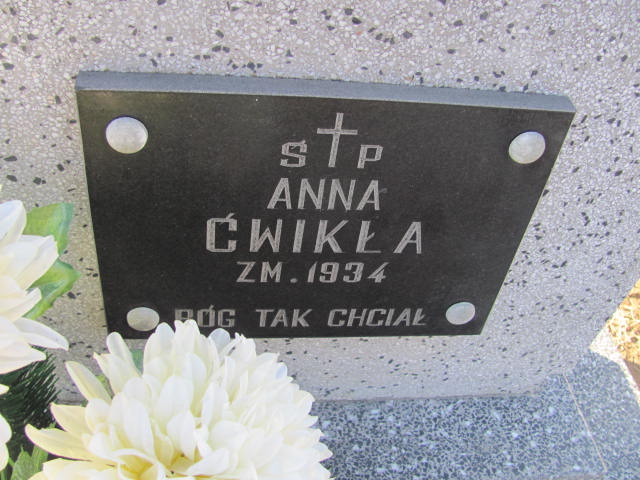 Ś P
ANNA
ĆWIKŁA
ZM. 1934
BÓG TAK CHCIAŁ